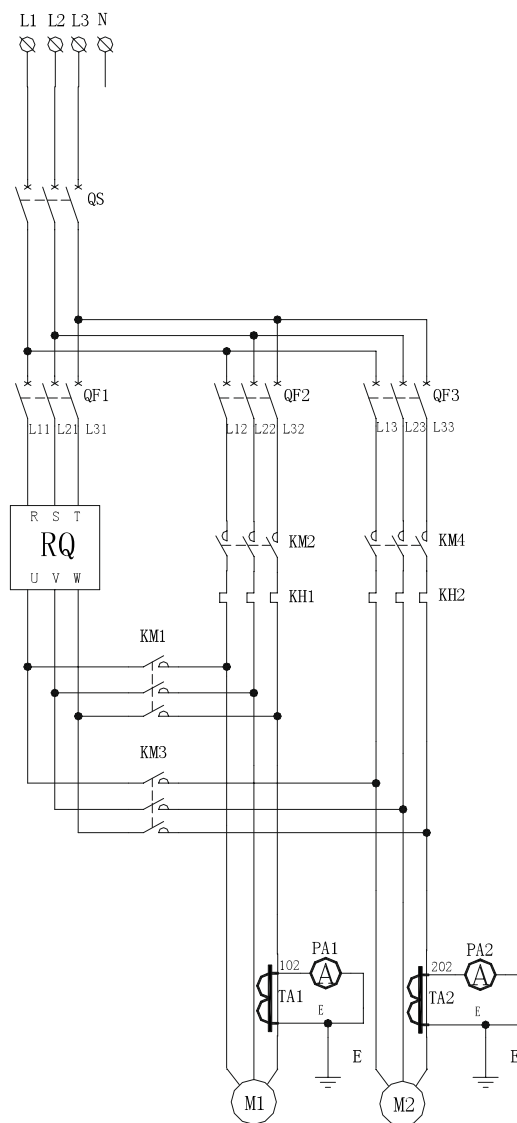 L1 L2 L3 N
QS
QF1 QF2 QF3
L11 L21 L31 L12 L22 L32 L13 L23 L33
R S T
RQ KM2 KM4
U V W
KH1 KH2
KM1
KM3
PA1 PA2
102 202
A A
TA1 TA2
E E
E E
M1 M2